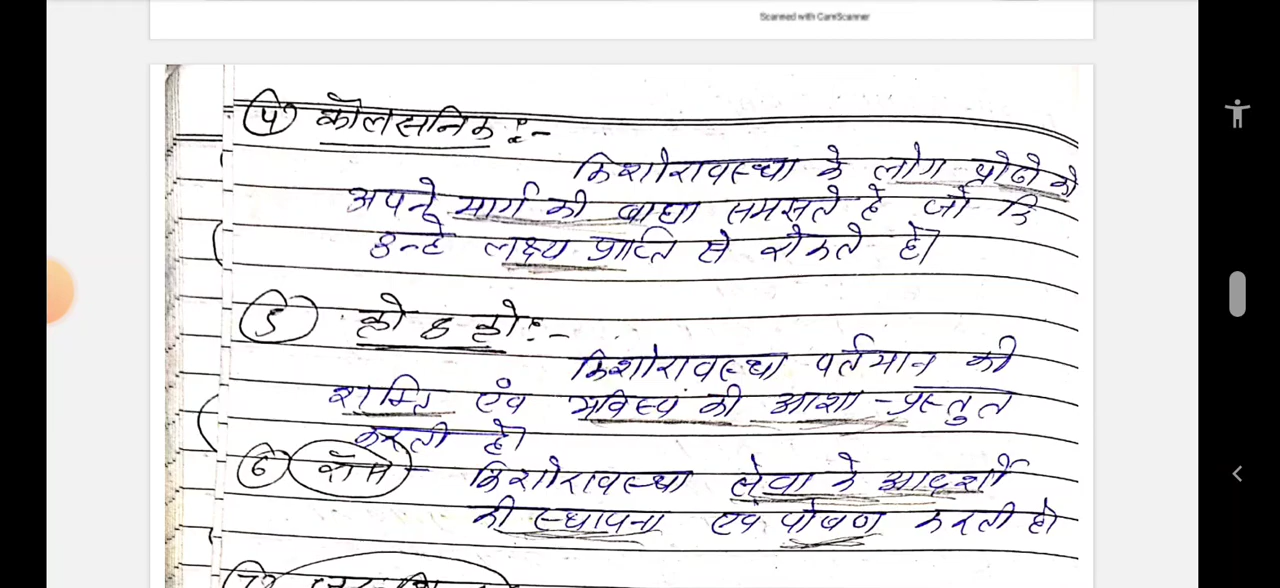 Scanned with CamScanner
(4) कॉलसनिक :-
किशोरावस्था के लोग प्रोढो को
अपने मार्ग की बाधा समझते है जो कि
उन्हे लक्ष्य प्राप्ति से रोकते है।
(5) क्रो & क्रो :-
किशोरावस्था वर्तमान की
शक्ति एंव भविष्य की आशा प्रस्तुत
करती है।
(6) किशोरावस्था सेवा के आदर्शो
की स्थापना एवं पोषण करती है।